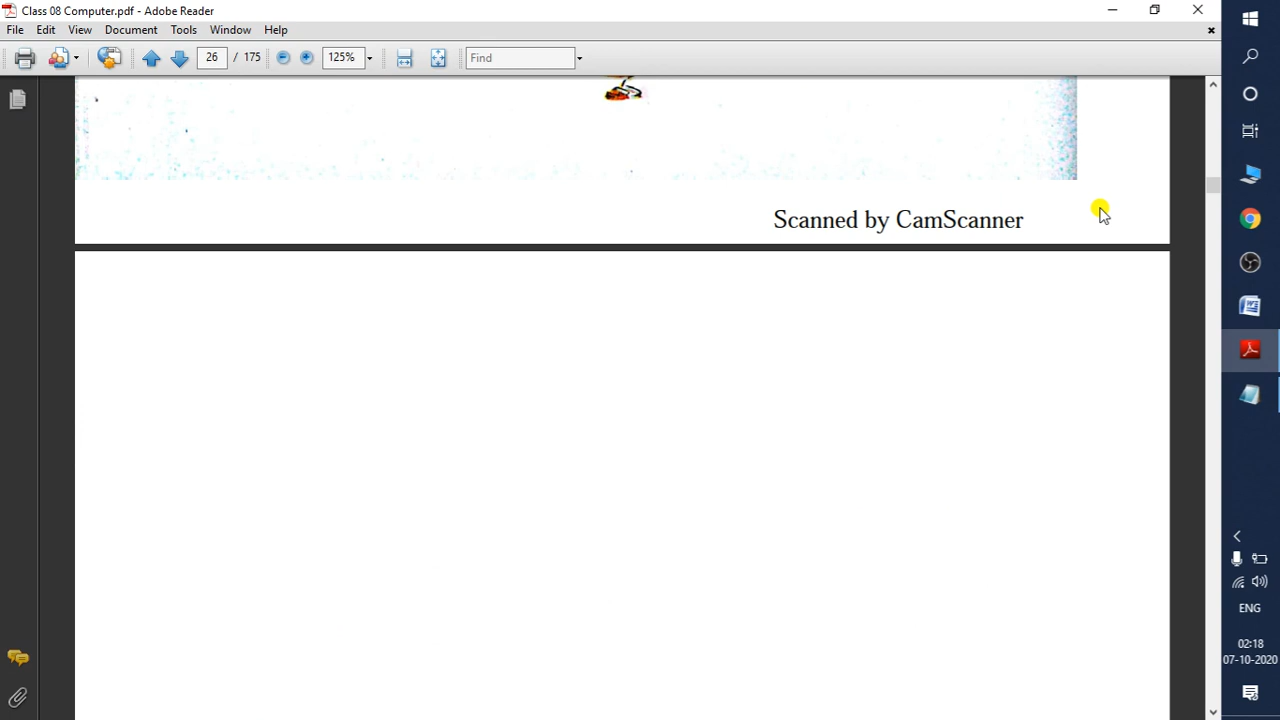 Class 08 Computer.pdf - Adobe Reader
File Edit View Document Tools Window Help
26 / 175 125% Find
Scanned by CamScanner
ENG
02:18
07-10-2020